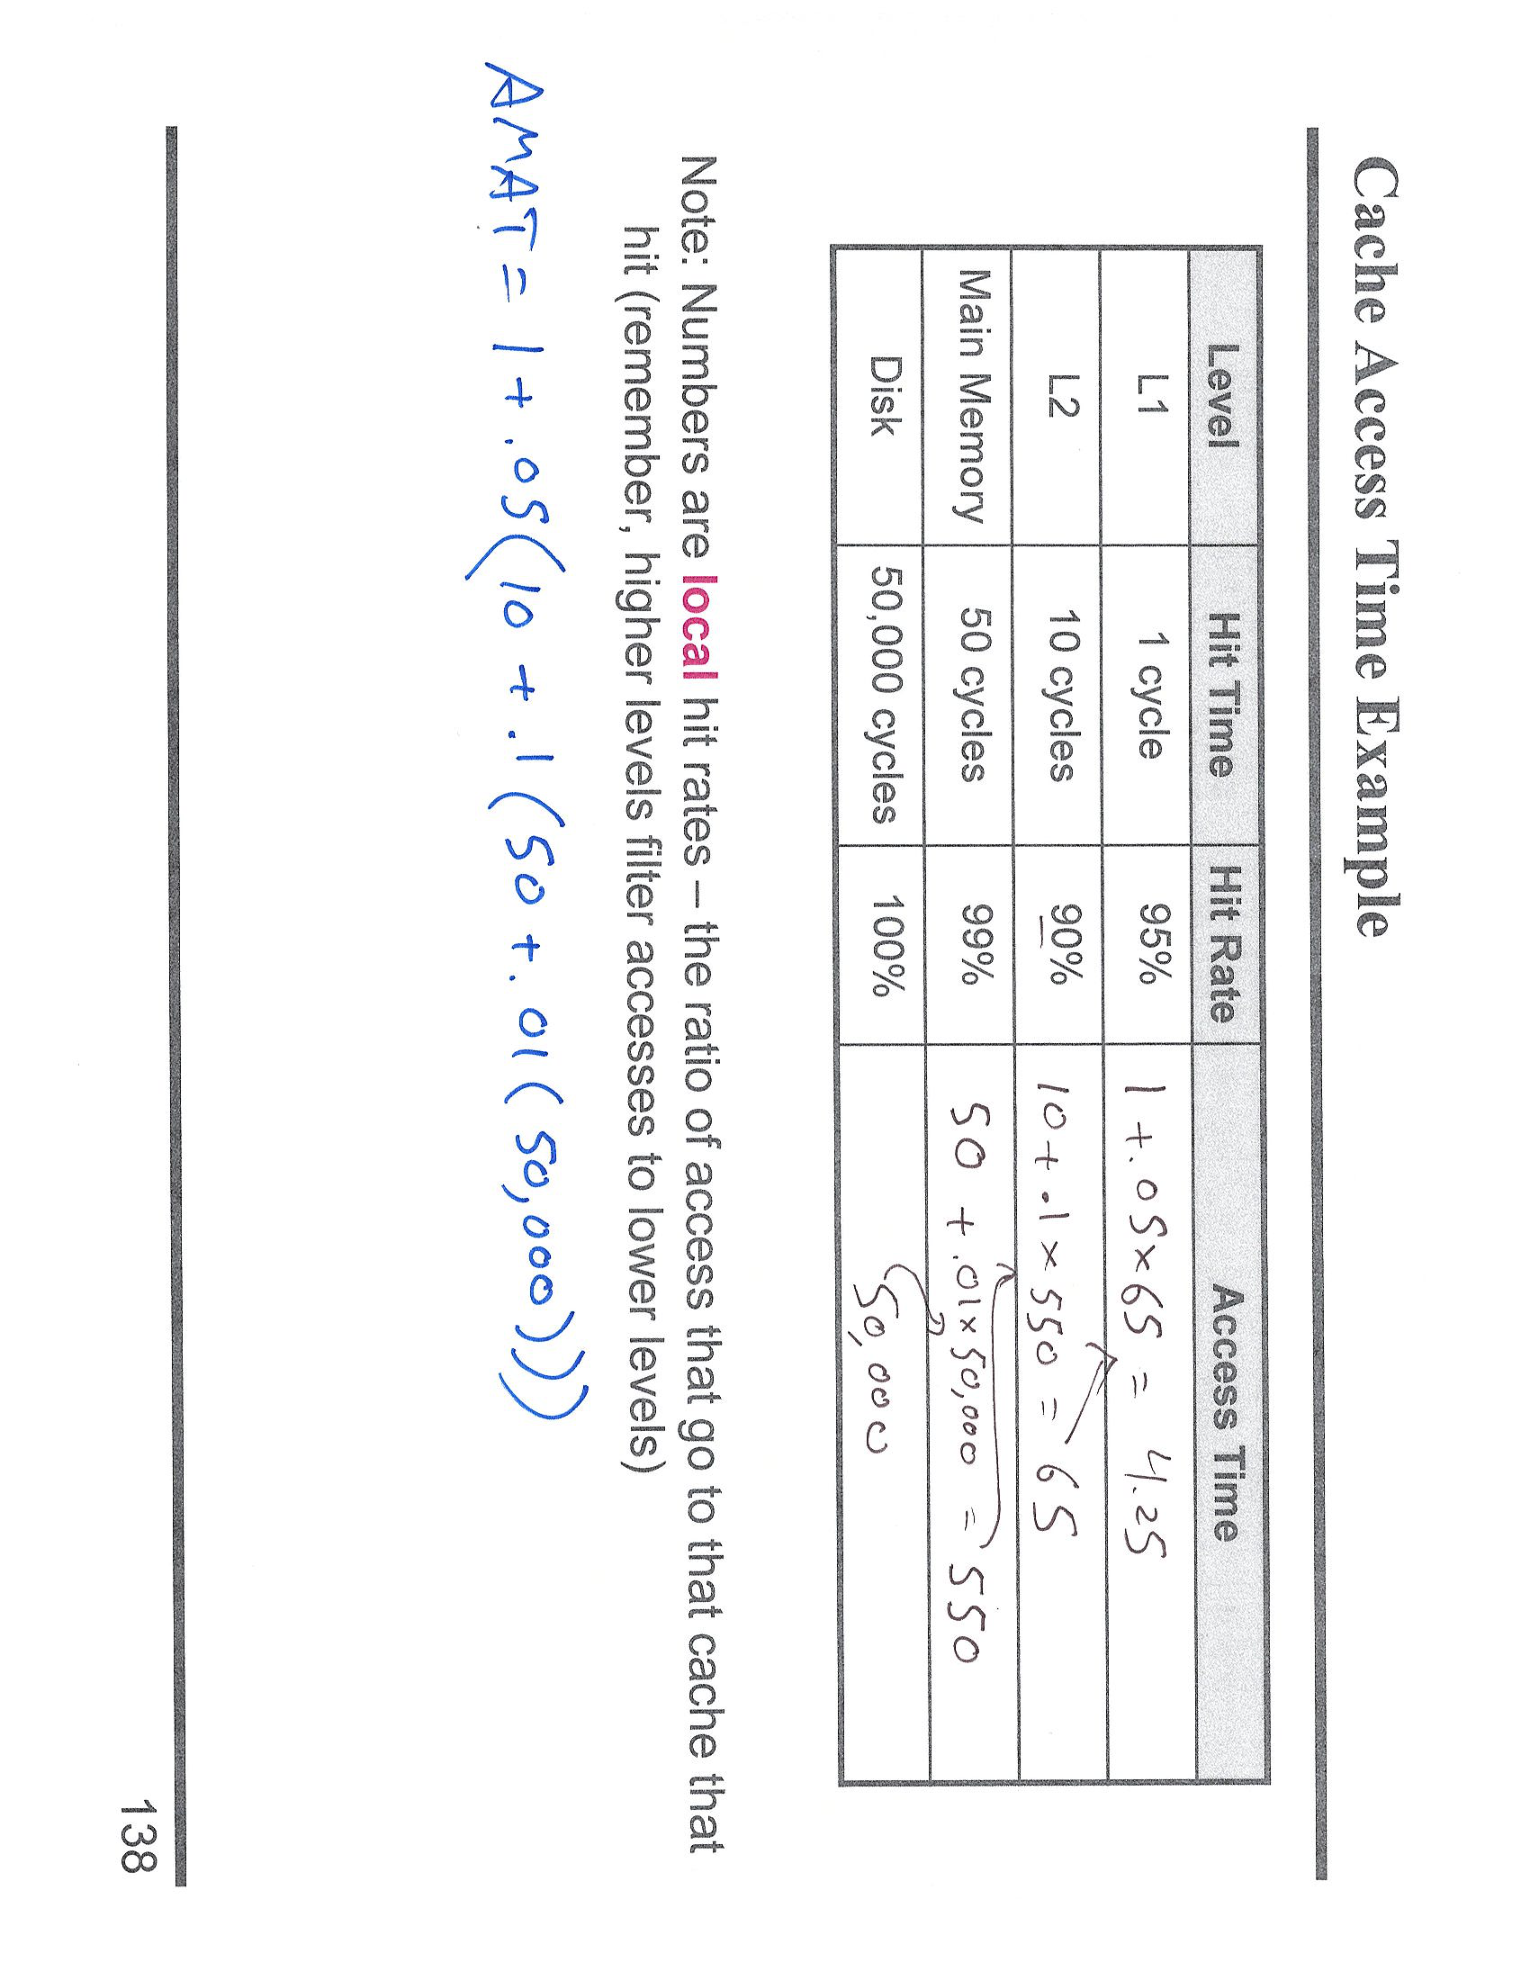 Cache Access Time Example
Level Hit Time Hit Rate Access Time
L1 1 cycle 95% 1 + .05 × 65 = 4.25
L2 10 cycles 90% 10 + .1 × 550 = 65
Main Memory 50 cycles 99% 50 + .01 × 50,000 = 550
Disk 50,000 cycles 100% 50,000
Note: Numbers are local hit rates – the ratio of access that go to that cache that
hit (remember, higher levels filter accesses to lower levels)
AMAT = 1 + .05(10 + .1(50 + .01(50,000)))
138